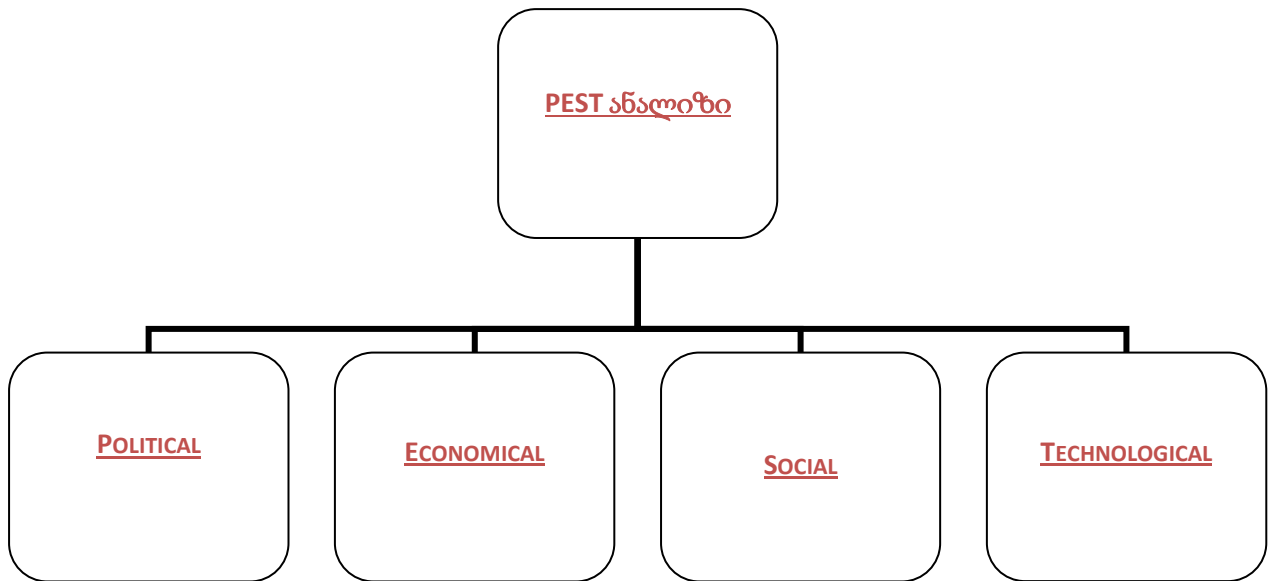 PEST ანალიზი
POLITICAL
ECONOMICAL
SOCIAL
TECHNOLOGICAL